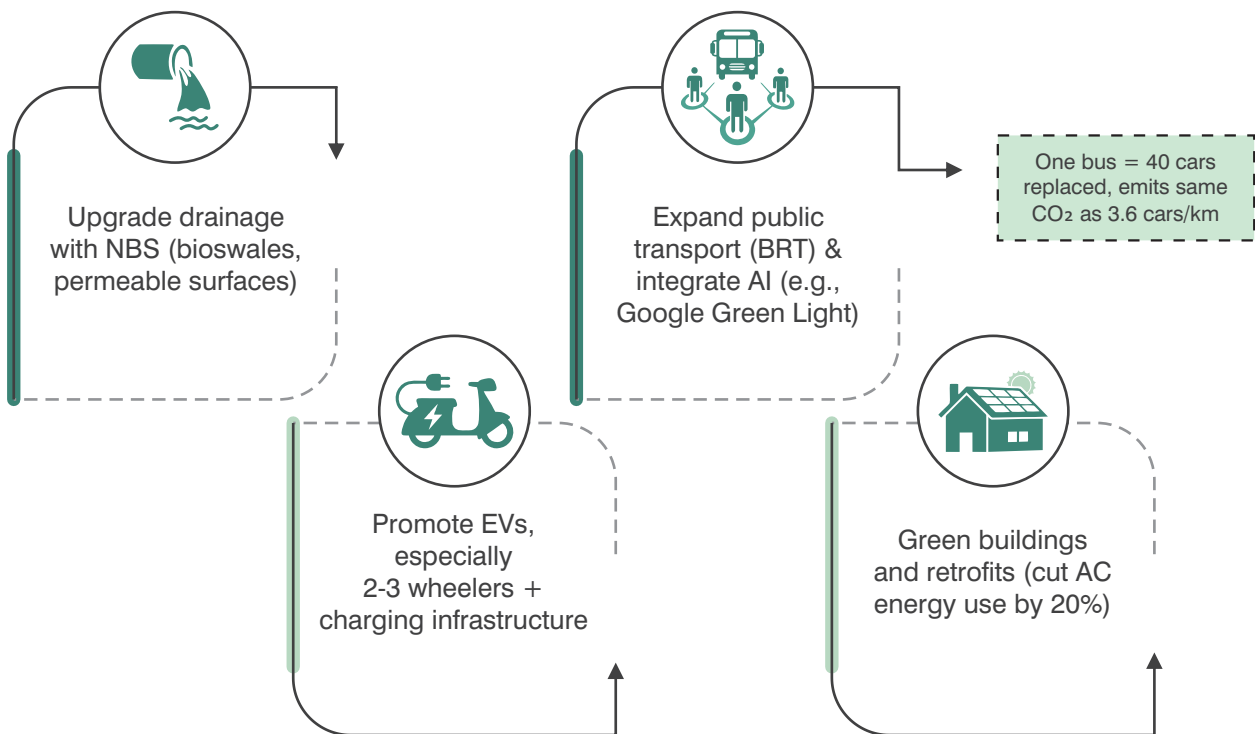 Upgrade drainage
with NBS (bioswales,
permeable surfaces)
Promote EVs,
especially
2-3 wheelers +
charging infrastructure
Expand public
transport (BRT) &
integrate AI (e.g.,
Google Green Light)
One bus = 40 cars
replaced, emits same
CO₂ as 3.6 cars/km
Green buildings
and retrofits (cut AC
energy use by 20%)